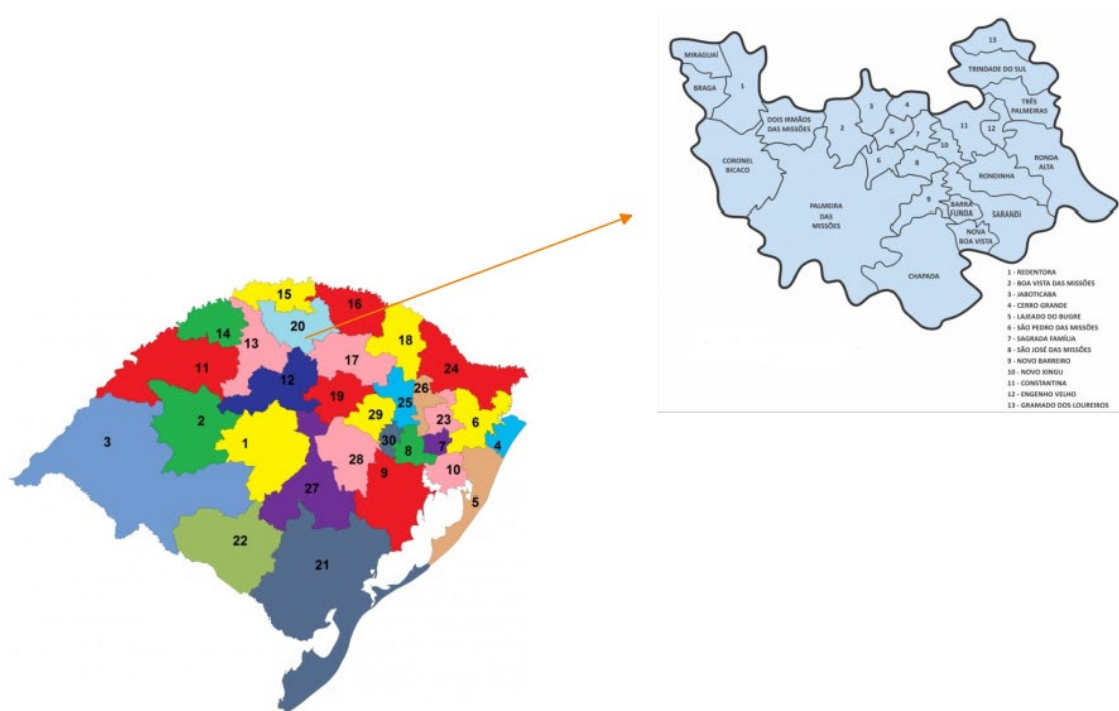 13
MIRAGUAÍ
TRINDADE DO SUL
BRAGA
1
TRÊS
PALMEIRAS
3
4
DOIS IRMÃOS
DAS MISSÕES
2
5
7
11
12
10
CORONEL
BICACO
6
8
RONDA
ALTA
RONDINHA
PALMEIRA
DAS
MISSÕES
9
BARRA
FUNDA
SARANDI
NOVA
BOA VISTA
CHAPADA
1 - REDENTORA
2 - BOA VISTA DAS MISSÕES
3 - JABOTICABA
4 - CERRO GRANDE
5 - LAJEADO DO BUGRE
6 - SÃO PEDRO DAS MISSÕES
7 - SAGRADA FAMÍLIA
8 - SÃO JOSÉ DAS MISSÕES
9 - NOVO BARREIRO
10 - NOVO XINGU
11 - CONSTANTINA
12 - ENGENHO VELHO
13 - GRAMADO DOS LOUREIROS
15
16
20
14
13
18
17
11
24
12
26
19
25
2
29
23
6
3
1
30
7
4
8
28
9
10
27
5
22
21